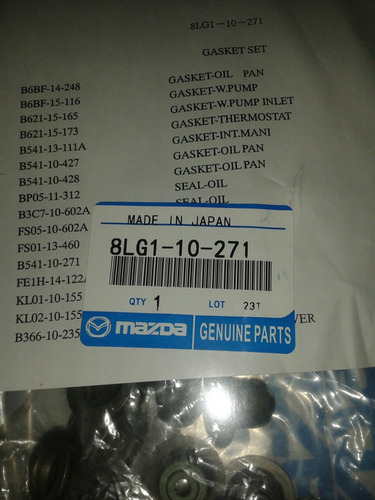 8LG1-10-271
GASKET SET
B6BF-14-248 GASKET-OIL PAN
B6BF-15-116 GASKET-W.PUMP
B621-15-165 GASKET-W.PUMP INLET
B621-15-173 GASKET-THERMOSTAT
B541-13-111A GASKET-INT.MANI
B541-10-427 GASKET-OIL PAN
B541-10-428 GASKET-OIL PAN
BP05-11-312 SEAL-OIL
B3C7-10-602A SEAL-OIL
FS05-10-602A
FS01-13-460
B541-10-271
FE1H-14-122A
KL01-10-155
KL02-10-155
B366-10-235
MADE IN JAPAN
8LG1-10-271
QTY 1 LOT 23T
mazda GENUINE PARTS